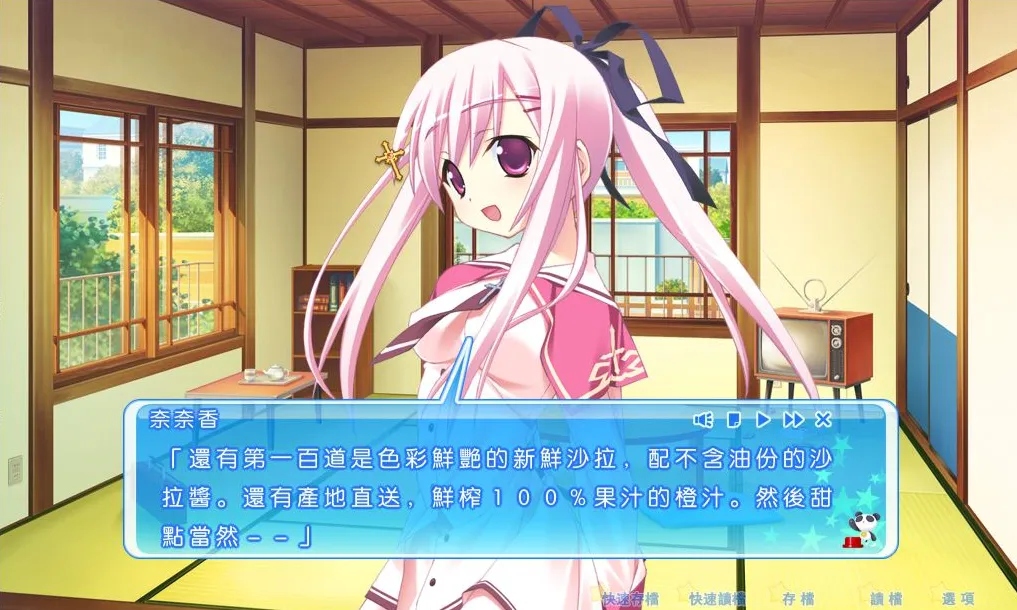 奈奈香
「還有第一百道是色彩鮮艷的新鮮沙拉，配不含油份的沙
拉醬。還有產地直送，鮮榨１００％果汁的橙汁。然後甜
點當然－－」
快速存檔 快速讀檔 存檔 讀檔 選項